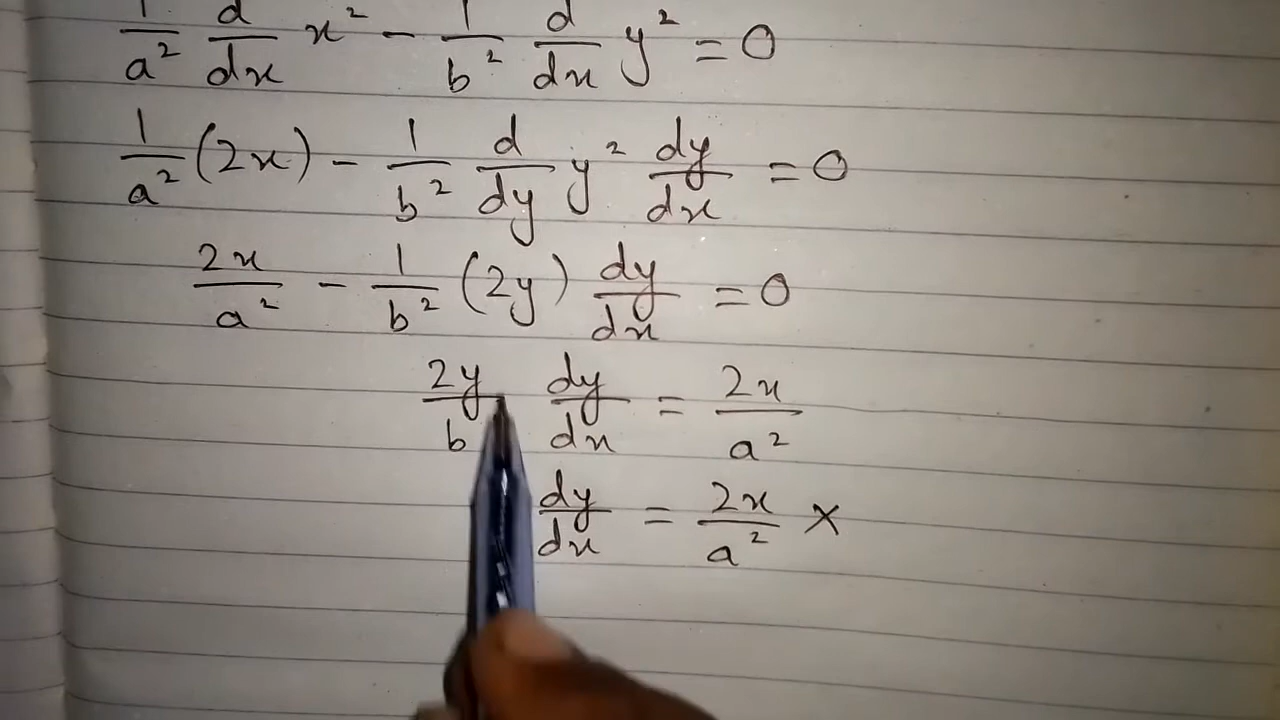 1/a² d/dx x² - 1/b² d/dx y² = 0
1/a² (2x) - 1/b² d/dy y² dy/dx = 0
2x/a² - 1/b² (2y) dy/dx = 0
2y/b dy/dx = 2x/a²
dy/dx = 2x/a² ×